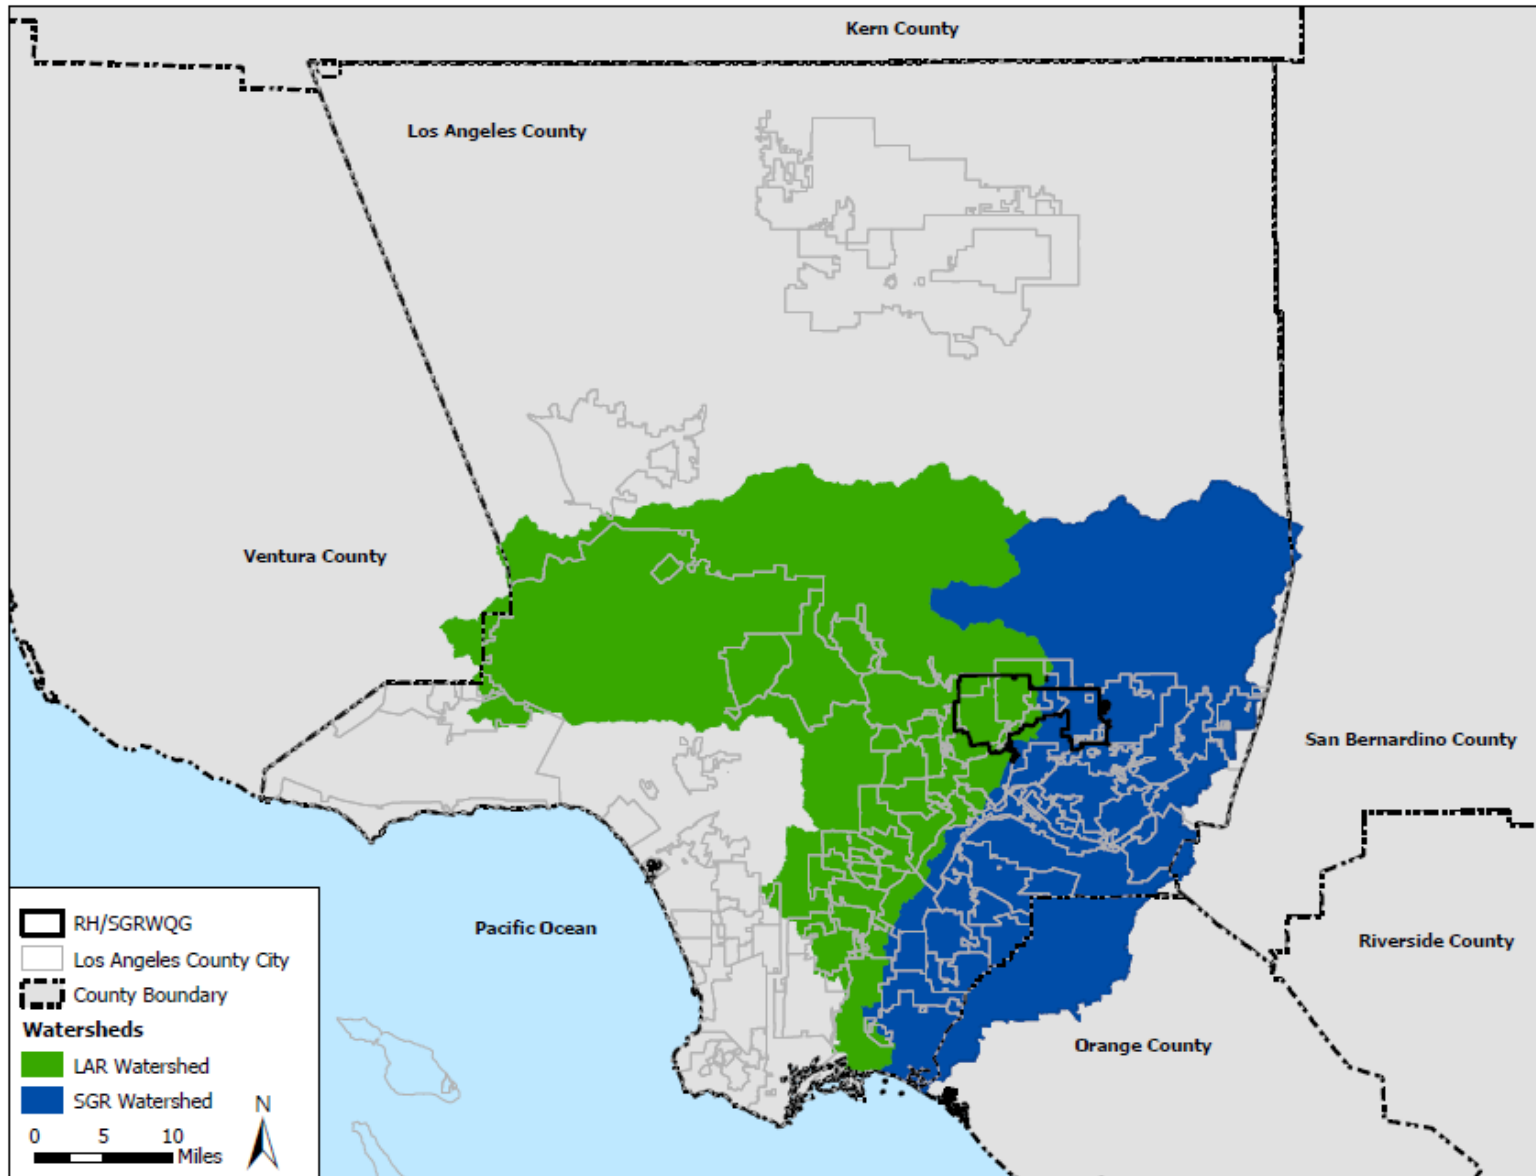 Kern County
Los Angeles County
Ventura County
San Bernardino County
Pacific Ocean
Riverside County
Orange County
RH/SGRWQG
Los Angeles County City
County Boundary
Watersheds
LAR Watershed
SGR Watershed
N
0 5 10
Miles